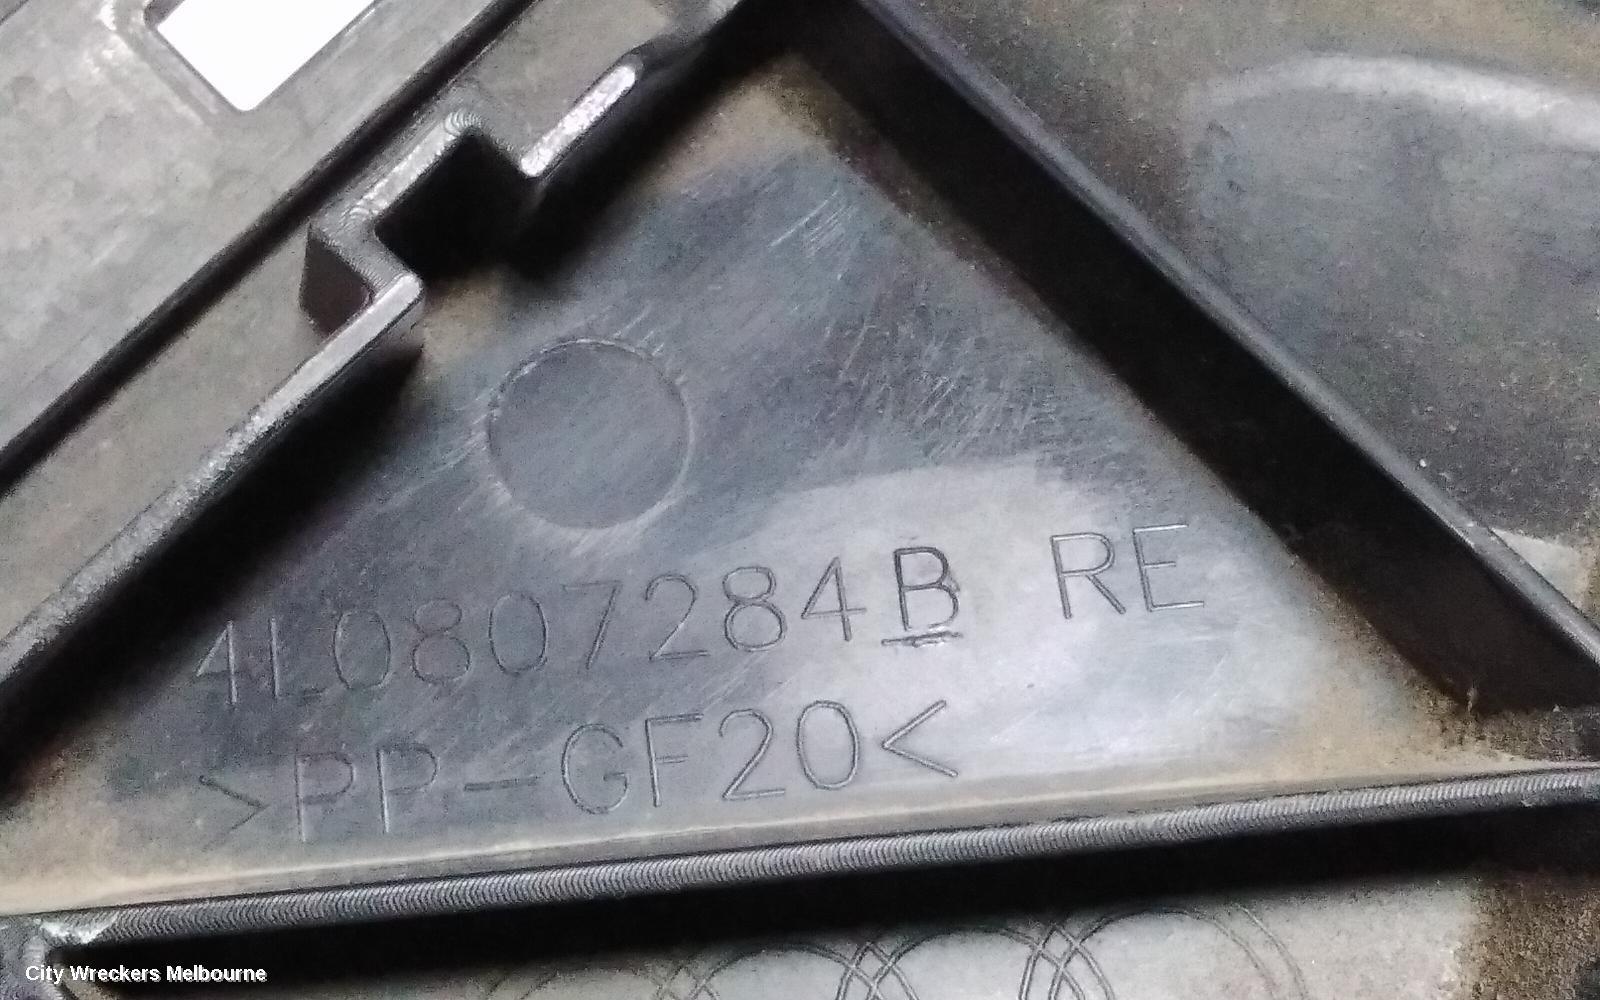 4L0807284B RE
>PP-GF20<
City Wreckers Melbourne